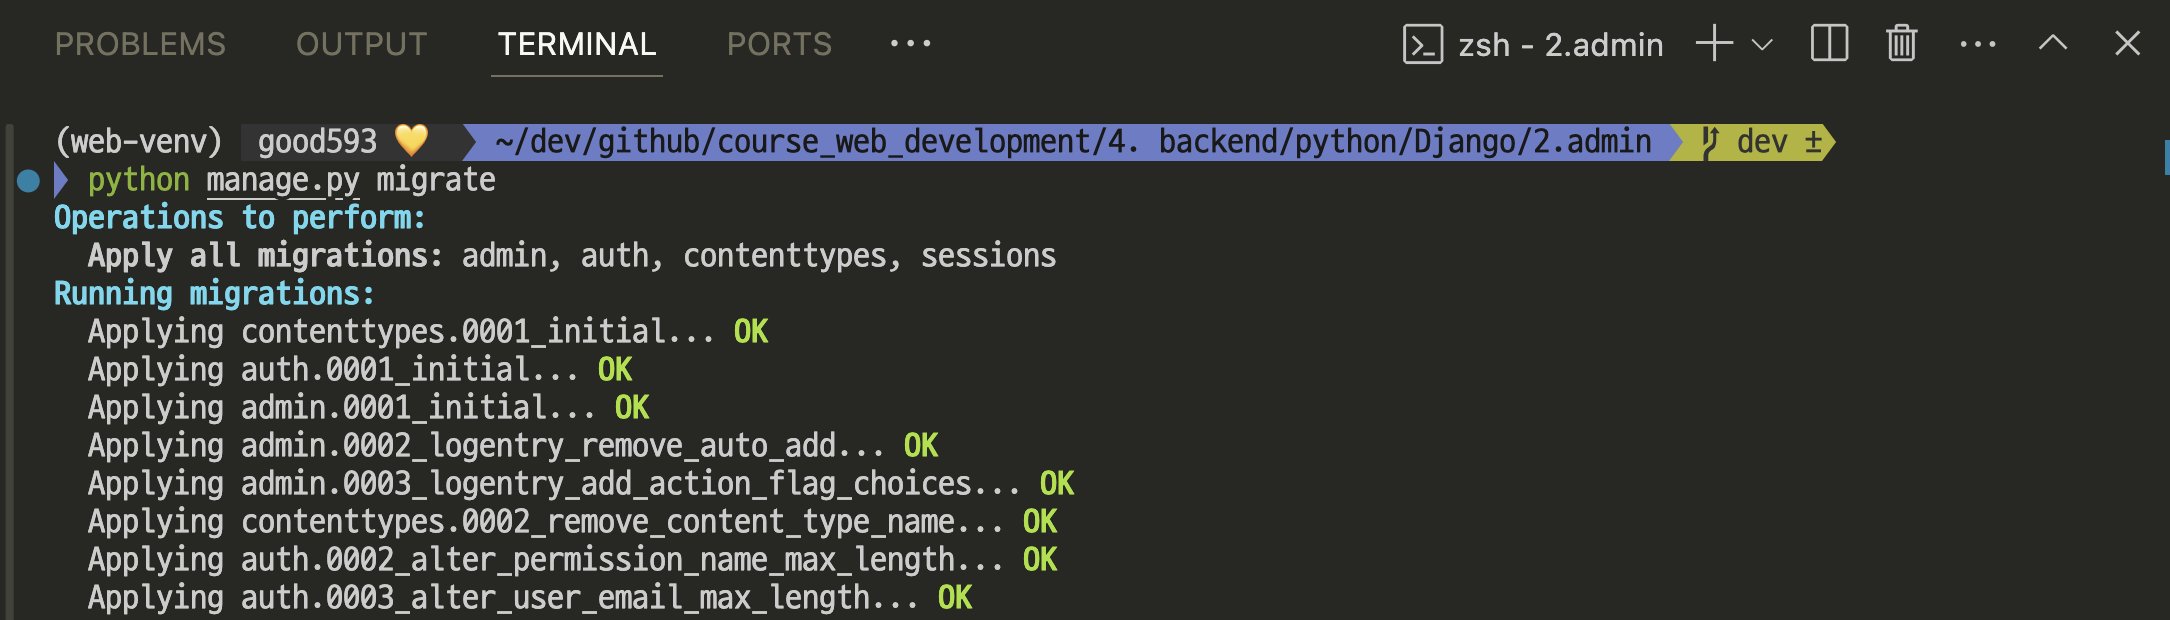 PROBLEMS OUTPUT TERMINAL PORTS ... zsh - 2.admin
(web-venv) good593 💛 ~/dev/github/course_web_development/4. backend/python/Django/2.admin dev ±
python manage.py migrate
Operations to perform:
Apply all migrations: admin, auth, contenttypes, sessions
Running migrations:
Applying contenttypes.0001_initial... OK
Applying auth.0001_initial... OK
Applying admin.0001_initial... OK
Applying admin.0002_logentry_remove_auto_add... OK
Applying admin.0003_logentry_add_action_flag_choices... OK
Applying contenttypes.0002_remove_content_type_name... OK
Applying auth.0002_alter_permission_name_max_length... OK
Applying auth.0003_alter_user_email_max_length... OK